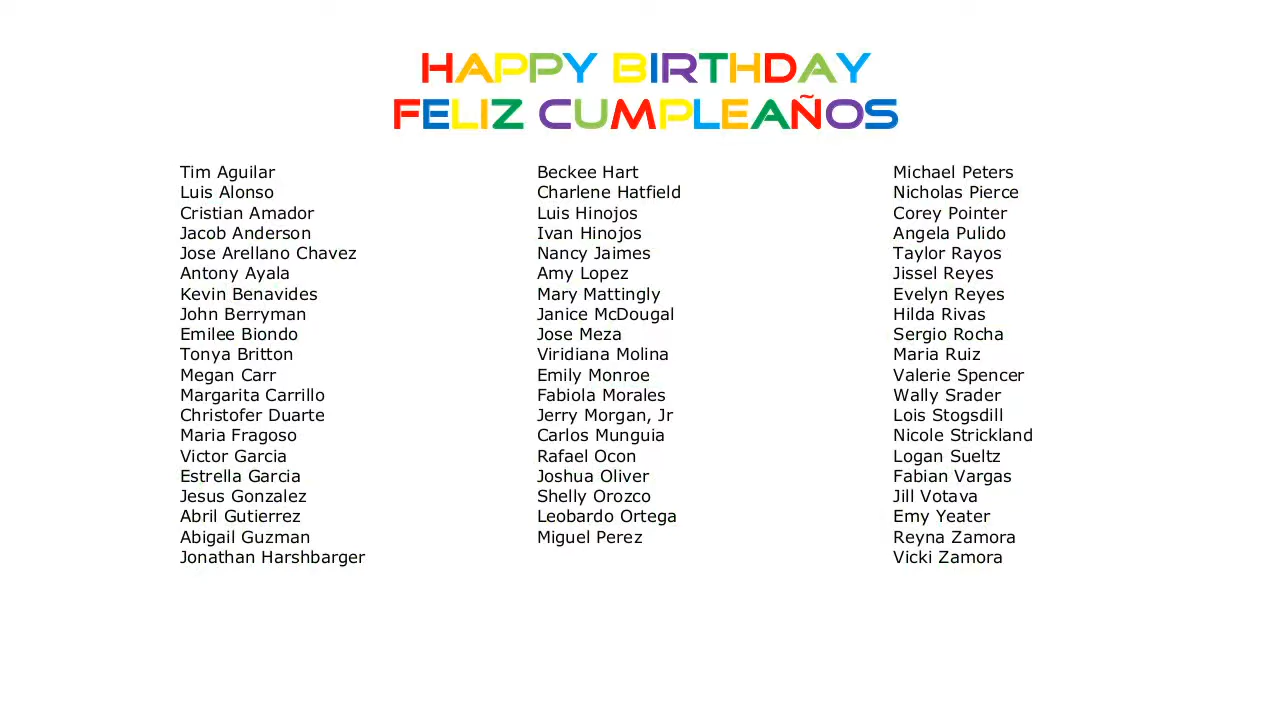 HAPPY BIRTHDAY
FELIZ CUMPLEAÑOS
Tim Aguilar
Luis Alonso
Cristian Amador
Jacob Anderson
Jose Arellano Chavez
Antony Ayala
Kevin Benavides
John Berryman
Emilee Biondo
Tonya Britton
Megan Carr
Margarita Carrillo
Christofer Duarte
Maria Fragoso
Victor Garcia
Estrella Garcia
Jesus Gonzalez
Abril Gutierrez
Abigail Guzman
Jonathan Harshbarger
Beckee Hart
Charlene Hatfield
Luis Hinojos
Ivan Hinojos
Nancy Jaimes
Amy Lopez
Mary Mattingly
Janice McDougal
Jose Meza
Viridiana Molina
Emily Monroe
Fabiola Morales
Jerry Morgan, Jr
Carlos Munguia
Rafael Ocon
Joshua Oliver
Shelly Orozco
Leobardo Ortega
Miguel Perez
Michael Peters
Nicholas Pierce
Corey Pointer
Angela Pulido
Taylor Rayos
Jissel Reyes
Evelyn Reyes
Hilda Rivas
Sergio Rocha
Maria Ruiz
Valerie Spencer
Wally Srader
Lois Stogsdill
Nicole Strickland
Logan Sueltz
Fabian Vargas
Jill Votava
Emy Yeater
Reyna Zamora
Vicki Zamora